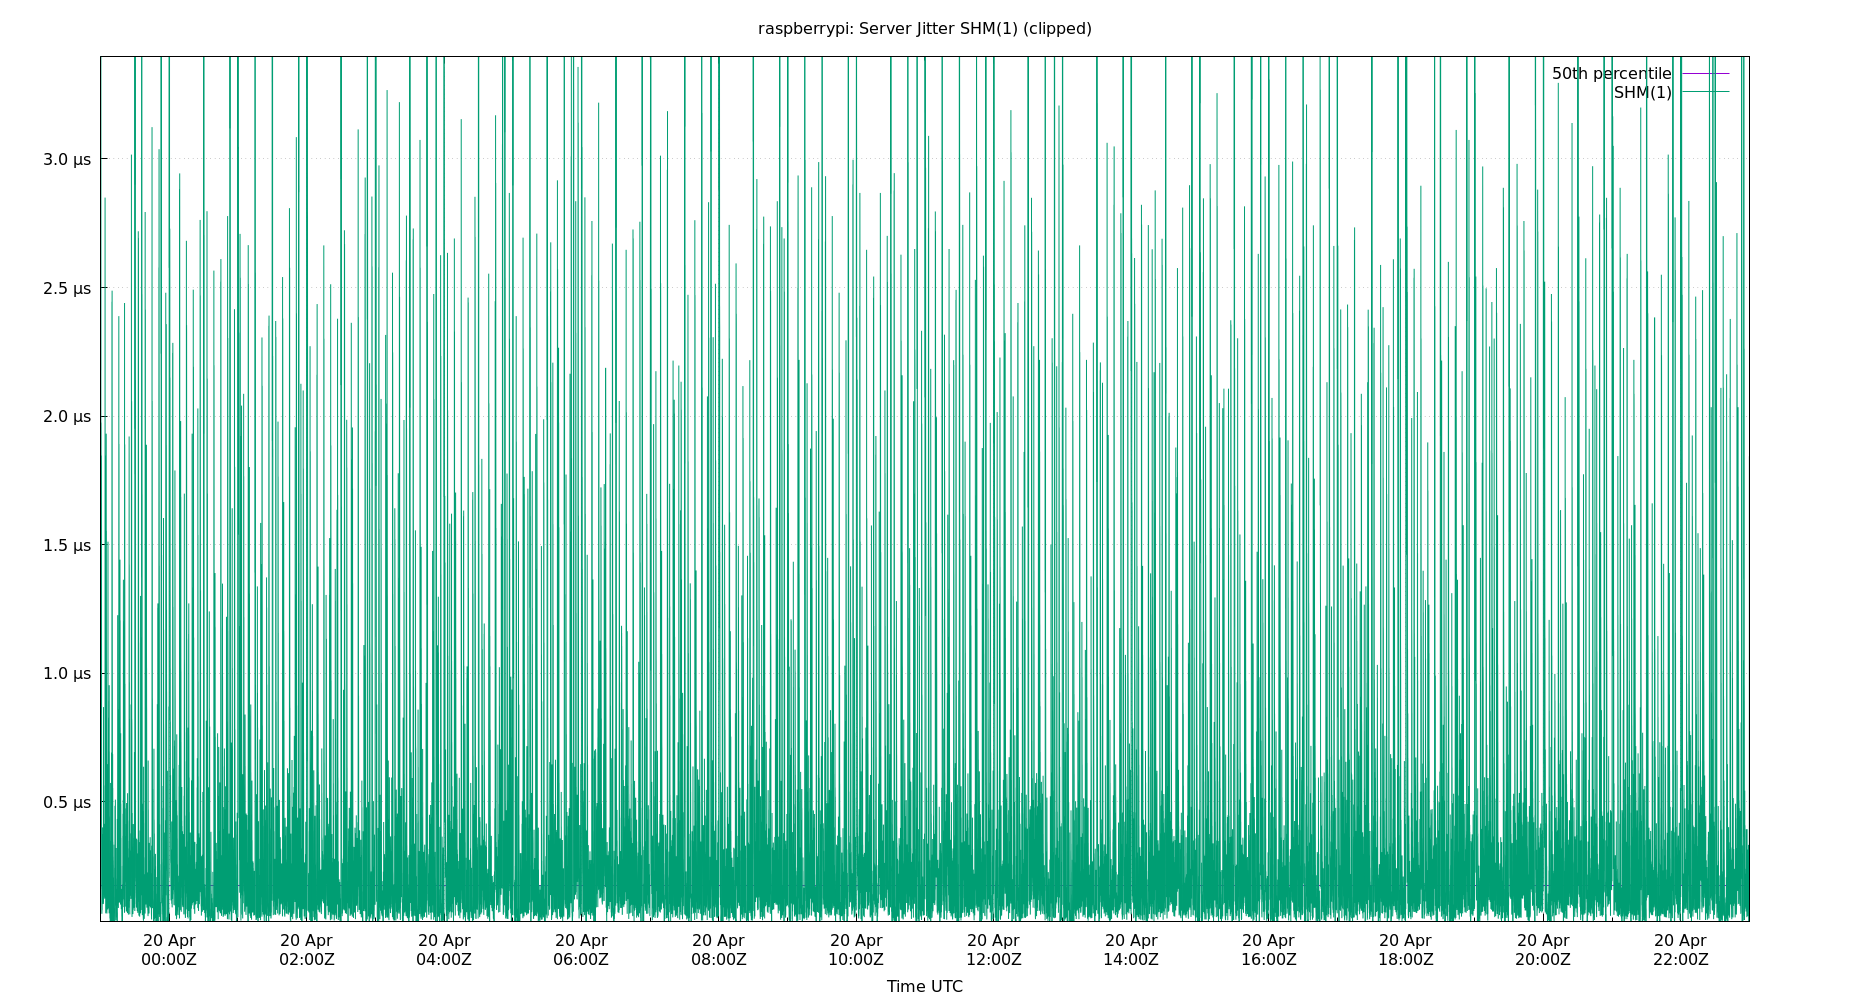 raspberrypi: Server Jitter SHM(1) (clipped)
50th percentile
SHM(1)
3.0 µs
2.5 µs
2.0 µs
1.5 µs
1.0 µs
0.5 µs
20 Apr 20 Apr 20 Apr 20 Apr 20 Apr 20 Apr 20 Apr 20 Apr 20 Apr 20 Apr 20 Apr 20 Apr
00:00Z 02:00Z 04:00Z 06:00Z 08:00Z 10:00Z 12:00Z 14:00Z 16:00Z 18:00Z 20:00Z 22:00Z
Time UTC